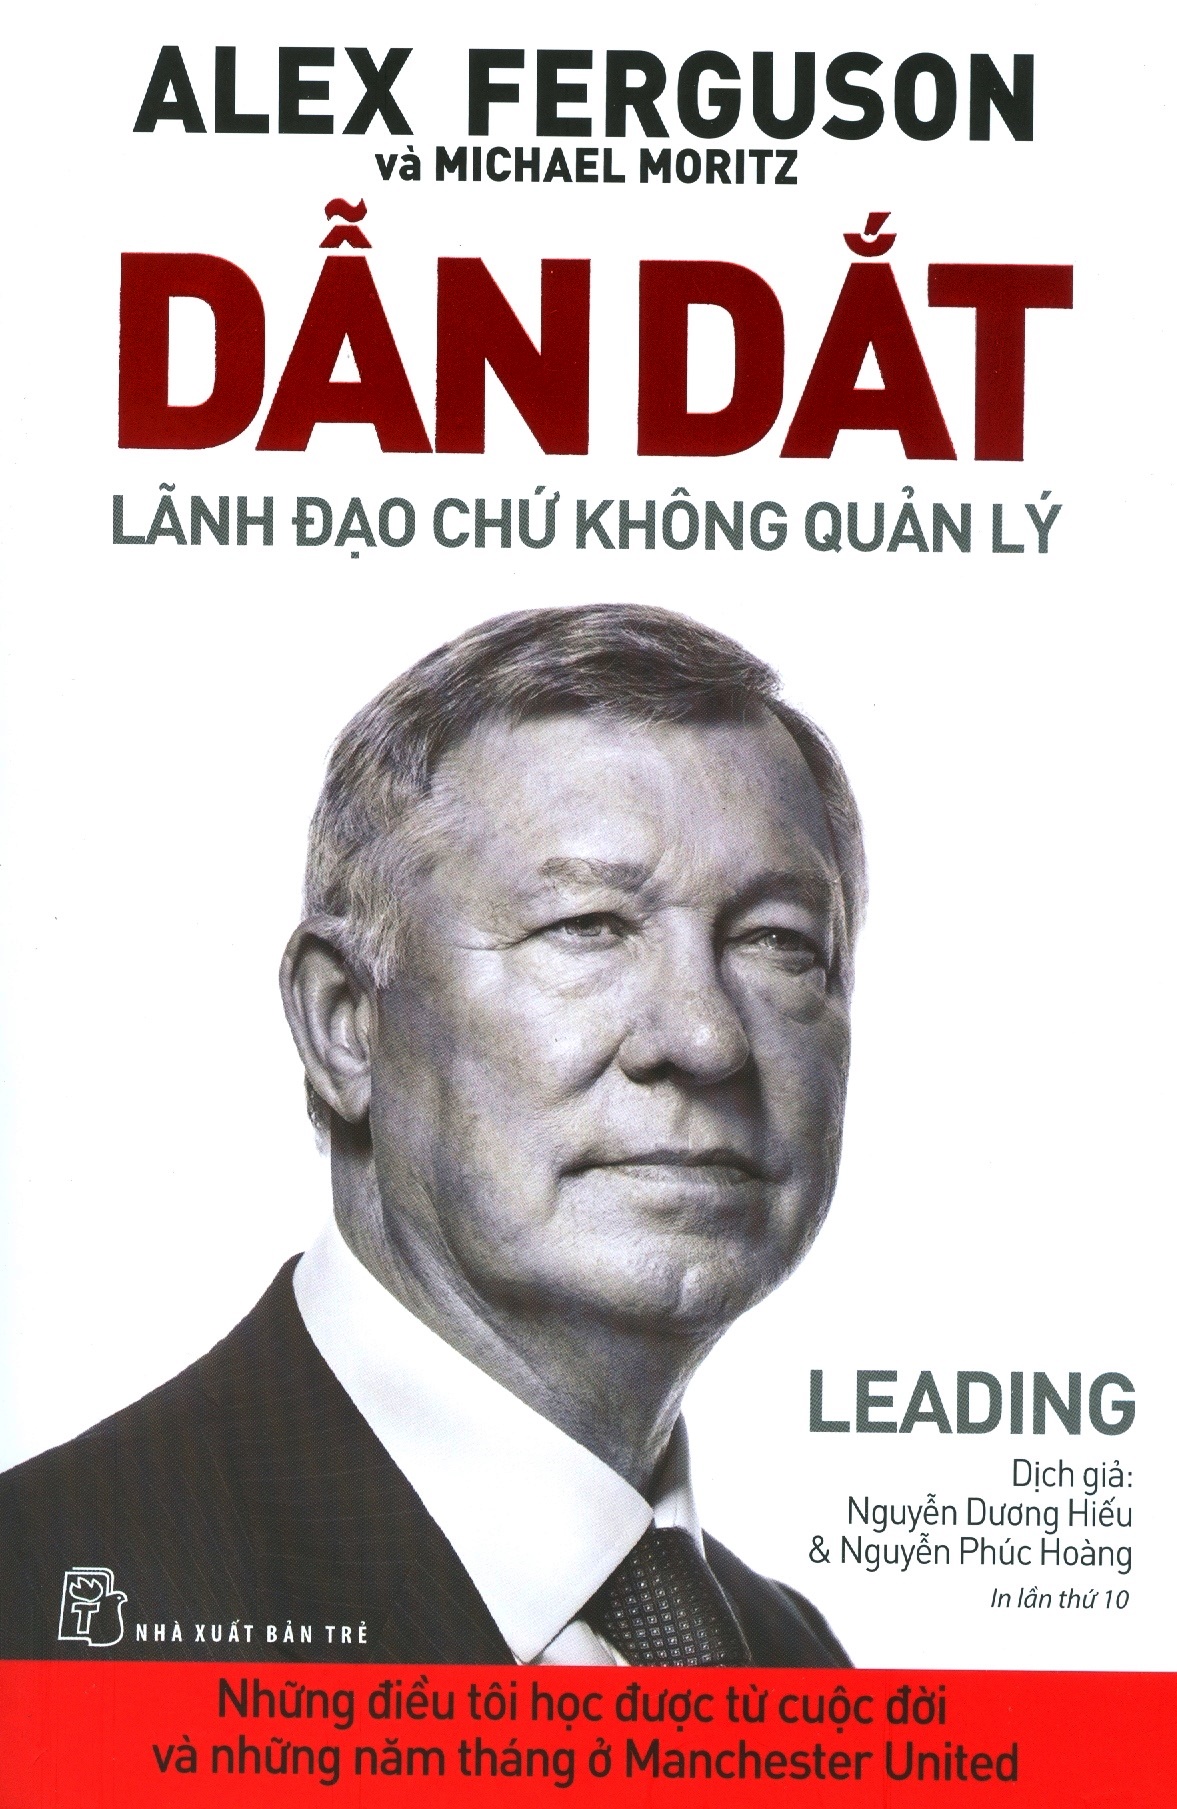 ALEX FERGUSON
và MICHAEL MORITZ
DẪN DẮT
LÃNH ĐẠO CHỨ KHÔNG QUẢN LÝ
LEADING
Dịch giả:
Nguyễn Dương Hiếu
& Nguyễn Phúc Hoàng
In lần thứ 10
T
NHÀ XUẤT BẢN TRẺ
Những điều tôi học được từ cuộc đời
và những năm tháng ở Manchester United